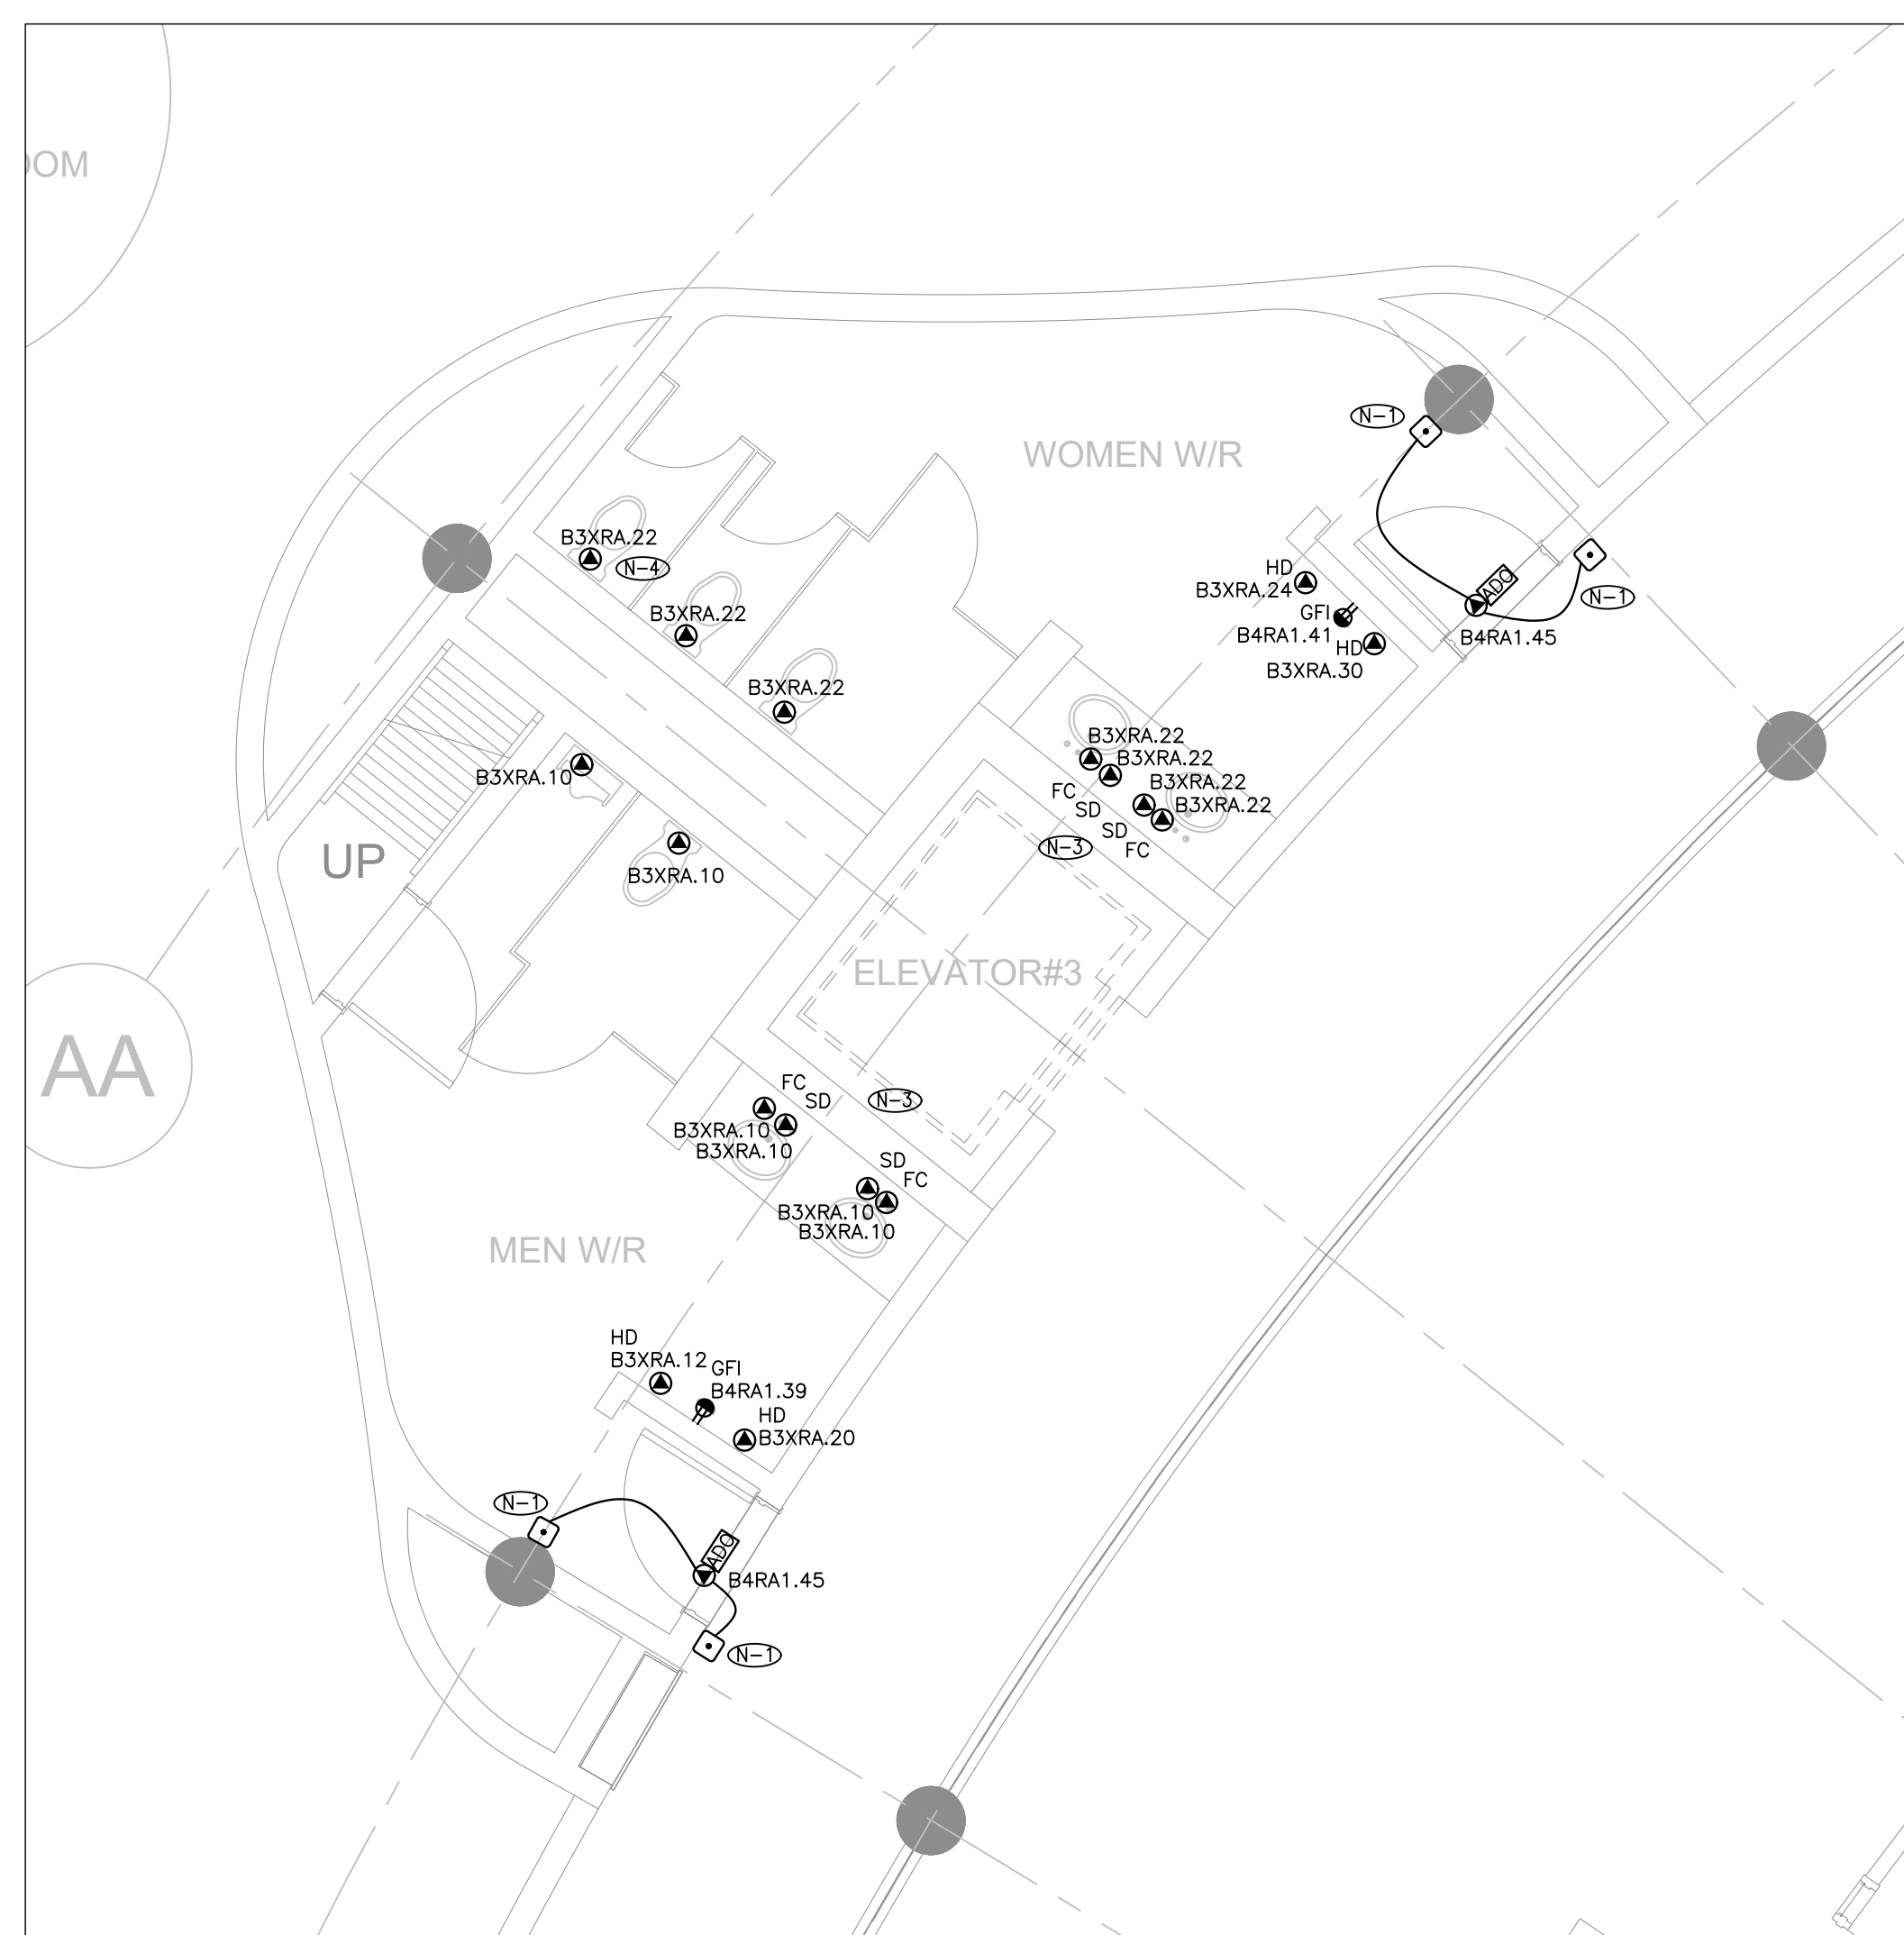 OOM
WOMEN W/R
N-1
B3XRA.22
N-4
HD
B3XRA.24
GFI
B4RA1.41
HD
B3XRA.30
ADO
N-1
B4RA1.45
B3XRA.22
B3XRA.22
B3XRA.22
B3XRA.22
B3XRA.22
B3XRA.22
FC
SD
SD
FC
N-3
B3XRA.10
B3XRA.10
UP
ELEVATOR#3
AA
FC
SD
N-3
B3XRA.10
B3XRA.10
SD
FC
B3XRA.10
B3XRA.10
MEN W/R
HD
B3XRA.12
GFI
B4RA1.39
HD
B3XRA.20
N-1
ADO
B4RA1.45
N-1